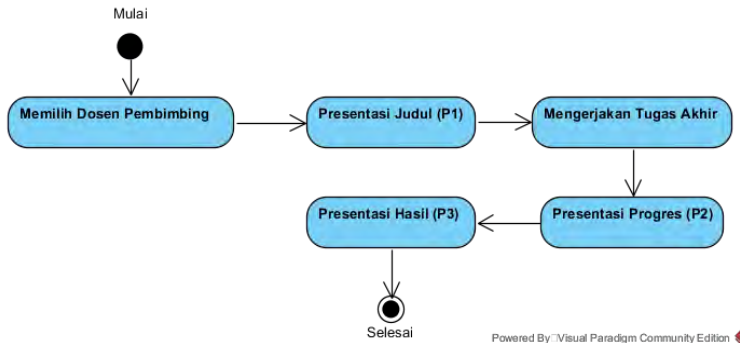 Mulai
Memilih Dosen Pembimbing
Presentasi Judul (P1)
Mengerjakan Tugas Akhir
Presentasi Progres (P2)
Presentasi Hasil (P3)
Selesai
Powered By Visual Paradigm Community Edition